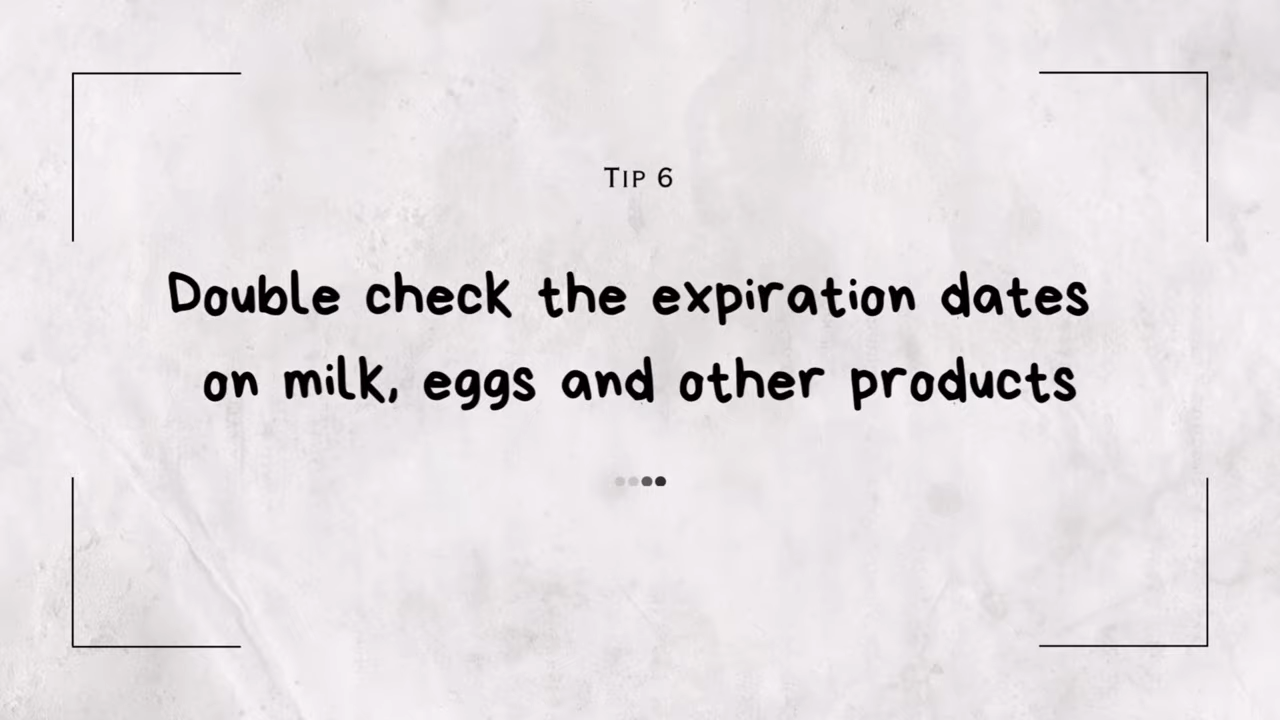 Tip 6
Double check the expiration dates
on milk, eggs and other products